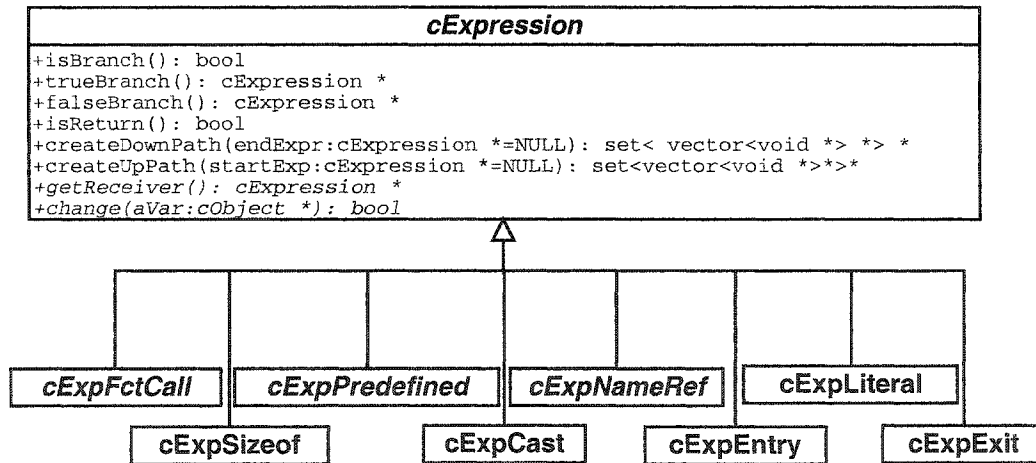 cExpression
+isBranch(): bool
+trueBranch(): cExpression *
+falseBranch(): cExpression *
+isReturn(): bool
+createDownPath(endExpr:cExpression *=NULL): set< vector<void *> *> *
+createUpPath(startExp:cExpression *=NULL): set<vector<void *>*>*
+getReceiver(): cExpression *
+change(aVar:cObject *): bool
cExpFctCall
cExpPredefined
cExpNameRef
cExpLiteral
cExpSizeof
cExpCast
cExpEntry
cExpExit